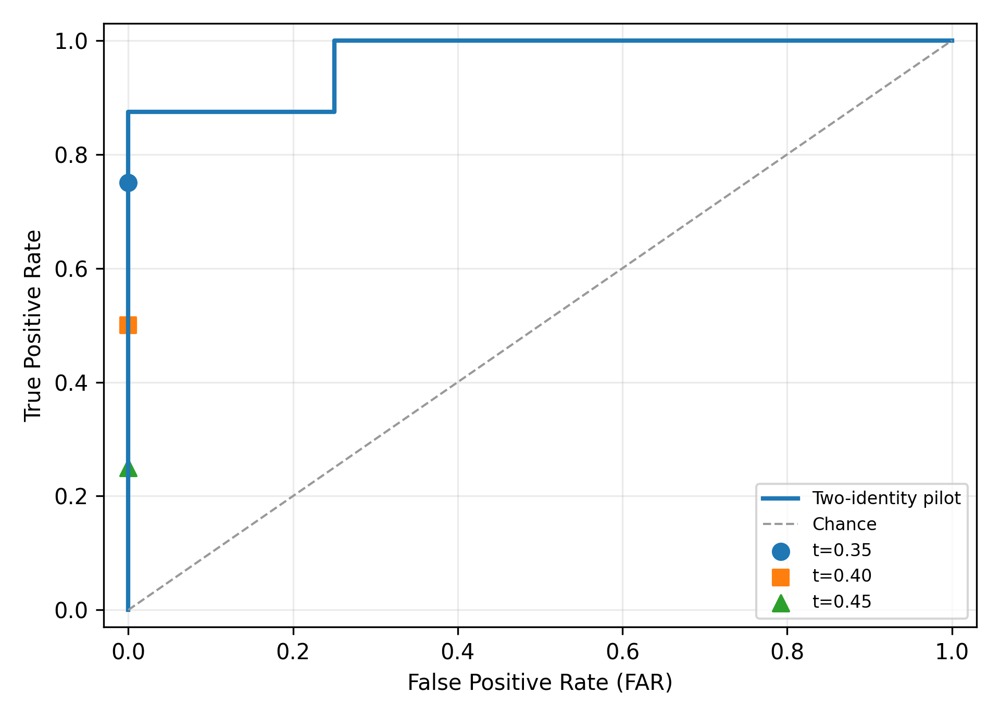 1.0
0.8
0.6
0.4
0.2
0.0
True Positive Rate
Two-identity pilot
Chance
t=0.35
t=0.40
t=0.45
0.0 0.2 0.4 0.6 0.8 1.0
False Positive Rate (FAR)